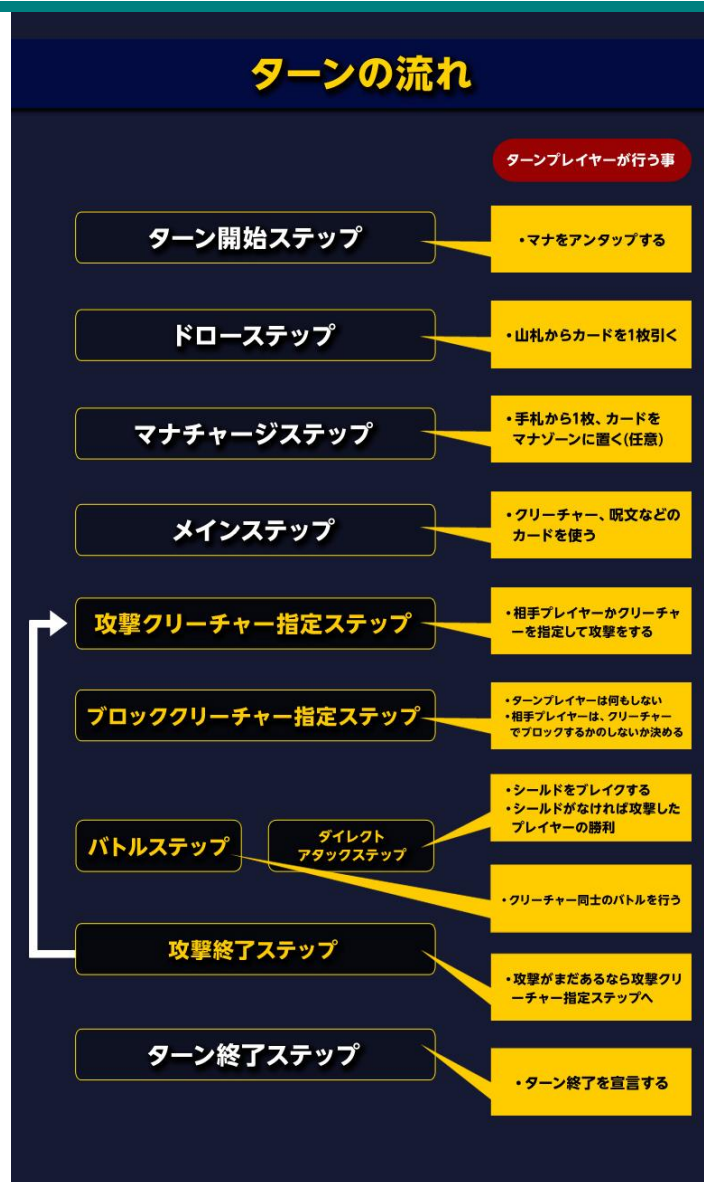 ターンの流れ
ターンプレイヤーが行う事
ターン開始ステップ
・マナをアンタップする
ドローステップ
・山札からカードを1枚引く
マナチャージステップ
・手札から1枚、カードを
マナゾーンに置く(任意)
メインステップ
・クリーチャー、呪文などの
カードを使う
攻撃クリーチャー指定ステップ
・相手プレイヤーかクリーチャ
ーを指定して攻撃をする
ブロッククリーチャー指定ステップ
・ターンプレイヤーは何もしない
・相手プレイヤーは、クリーチャー
でブロックするかのしないか決める
バトルステップ
ダイレクト
アタックステップ
・シールドをブレイクする
・シールドがなければ攻撃した
プレイヤーの勝利
・クリーチャー同士のバトルを行う
攻撃終了ステップ
・攻撃がまだあるなら攻撃クリ
ーチャー指定ステップへ
ターン終了ステップ
・ターン終了を宣言する